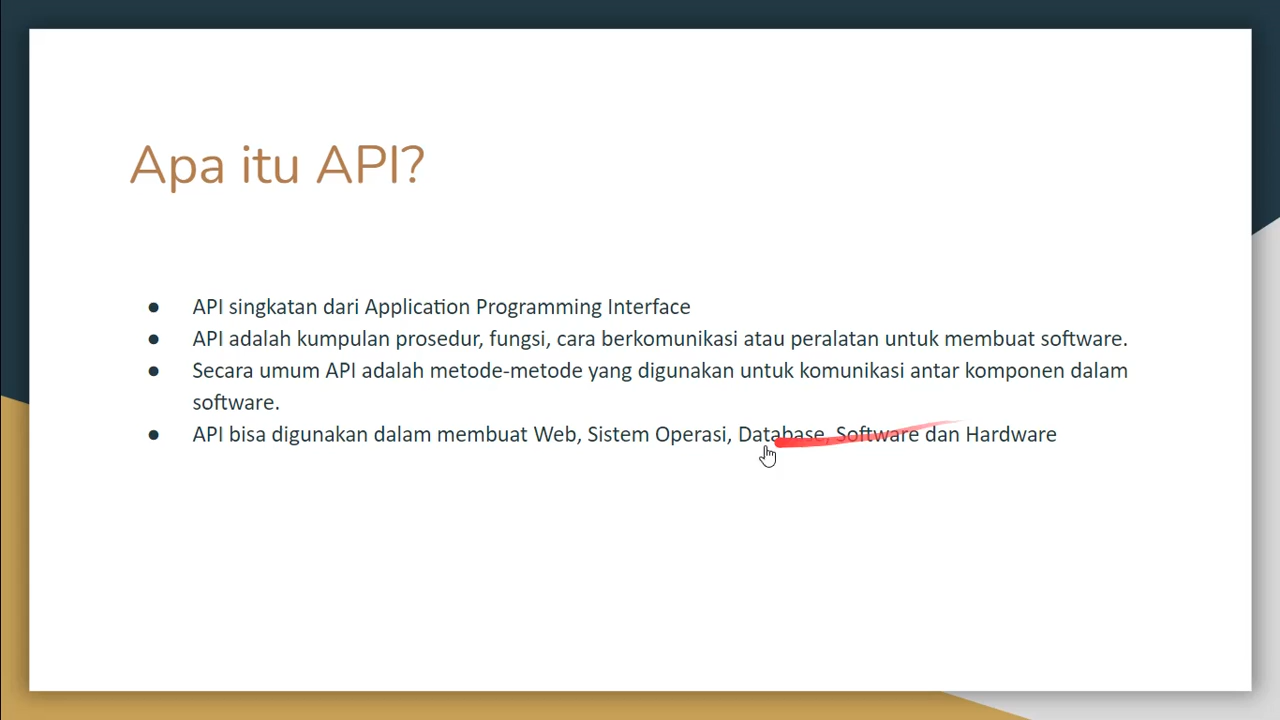 Apa itu API?
● API singkatan dari Application Programming Interface
● API adalah kumpulan prosedur, fungsi, cara berkomunikasi atau peralatan untuk membuat software.
● Secara umum API adalah metode-metode yang digunakan untuk komunikasi antar komponen dalam
software.
● API bisa digunakan dalam membuat Web, Sistem Operasi, Database, Software dan Hardware